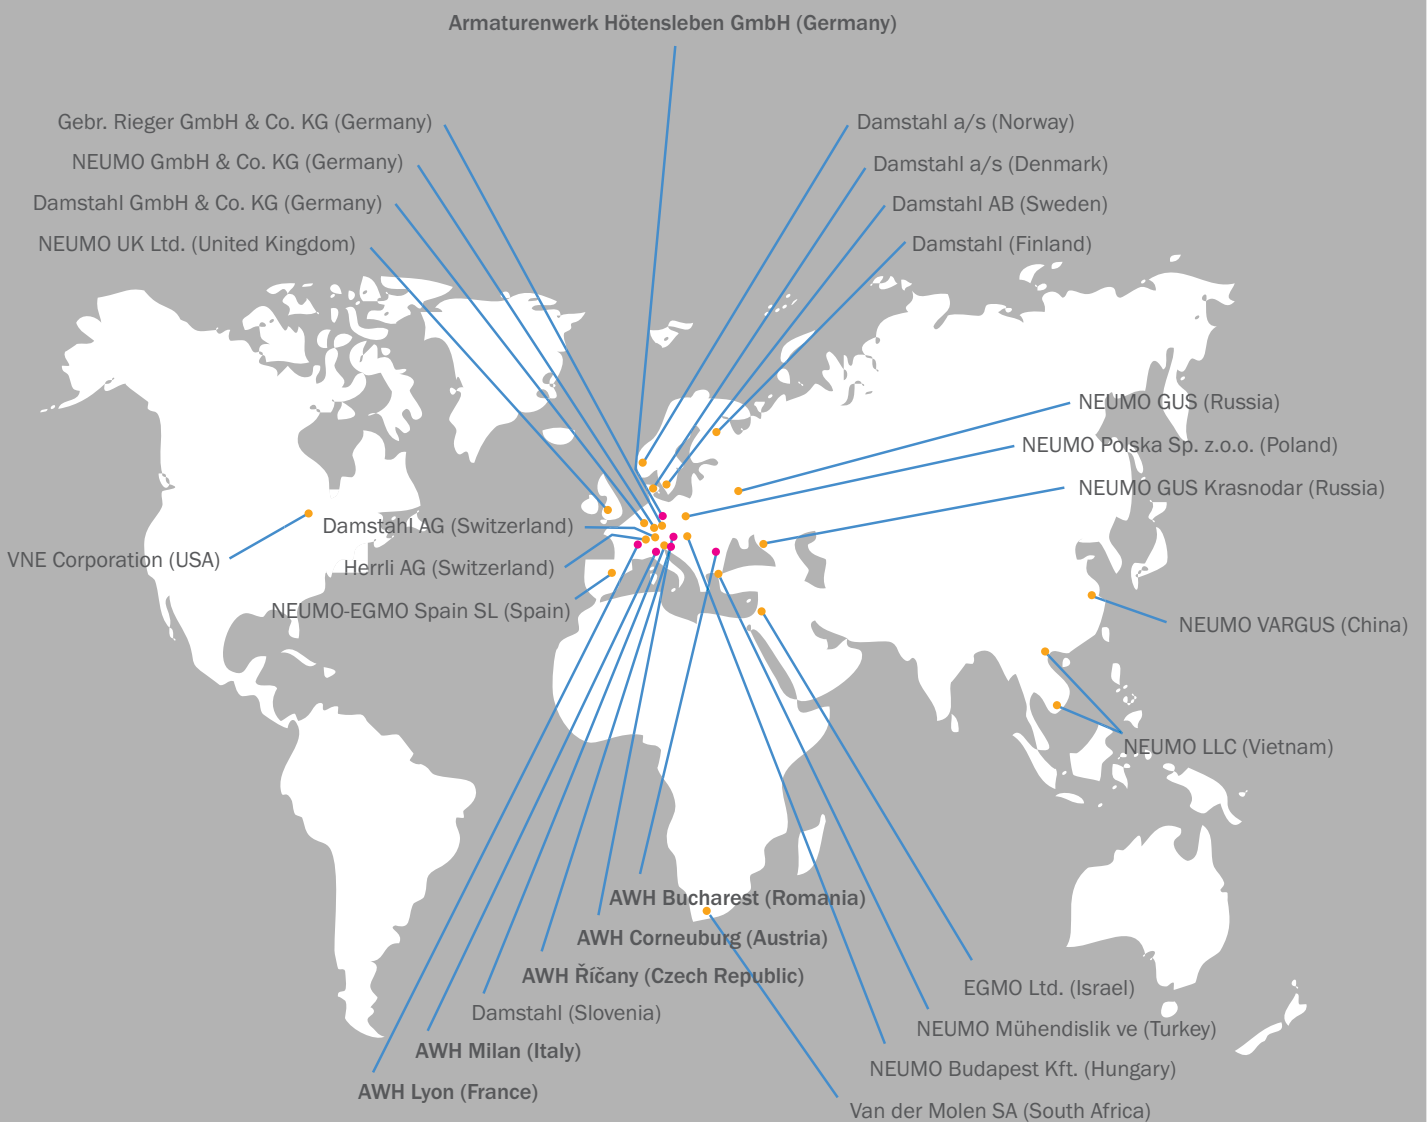 Armaturenwerk Hötensleben GmbH (Germany)
Gebr. Rieger GmbH & Co. KG (Germany)
NEUMO GmbH & Co. KG (Germany)
Damstahl GmbH & Co. KG (Germany)
NEUMO UK Ltd. (United Kingdom)
Damstahl a/s (Norway)
Damstahl a/s (Denmark)
Damstahl AB (Sweden)
Damstahl (Finland)
NEUMO GUS (Russia)
NEUMO Polska Sp. z.o.o. (Poland)
NEUMO GUS Krasnodar (Russia)
Damstahl AG (Switzerland)
VNE Corporation (USA)
Herrli AG (Switzerland)
NEUMO-EGMO Spain SL (Spain)
NEUMO VARGUS (China)
NEUMO LLC (Vietnam)
AWH Bucharest (Romania)
AWH Corneuburg (Austria)
AWH Říčany (Czech Republic)
Damstahl (Slovenia)
AWH Milan (Italy)
AWH Lyon (France)
EGMO Ltd. (Israel)
NEUMO Mühendislik ve (Turkey)
NEUMO Budapest Kft. (Hungary)
Van der Molen SA (South Africa)